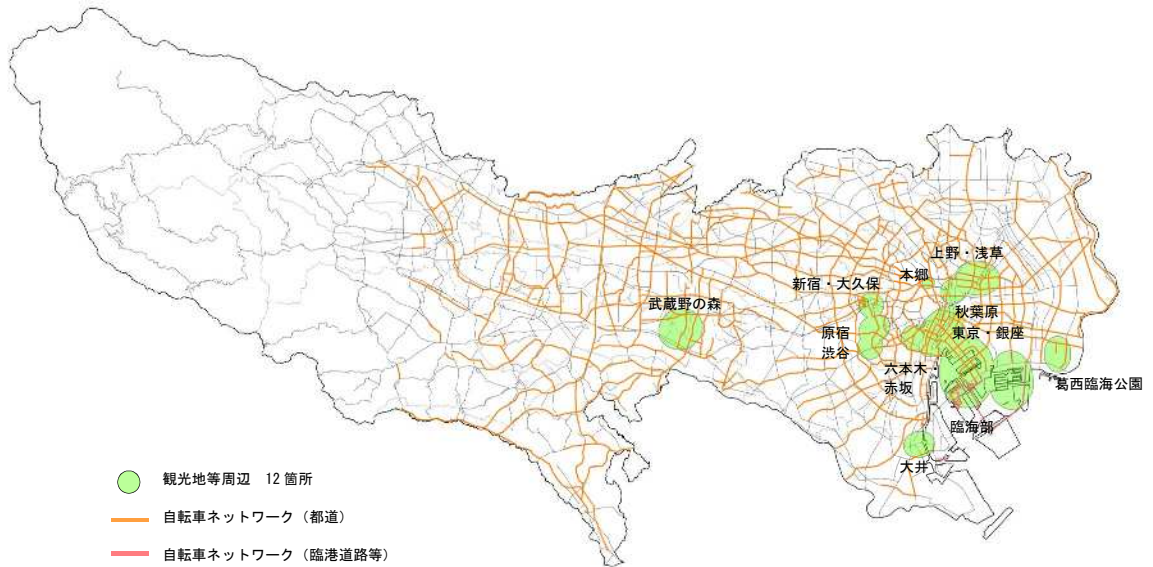 上野・浅草
本郷
新宿・大久保
武蔵野の森
秋葉原
原宿
渋谷
東京・銀座
六本木・
赤坂
葛西臨海公園
臨海部
大井
観光地等周辺 12箇所
自転車ネットワーク（都道）
自転車ネットワーク（臨港道路等）